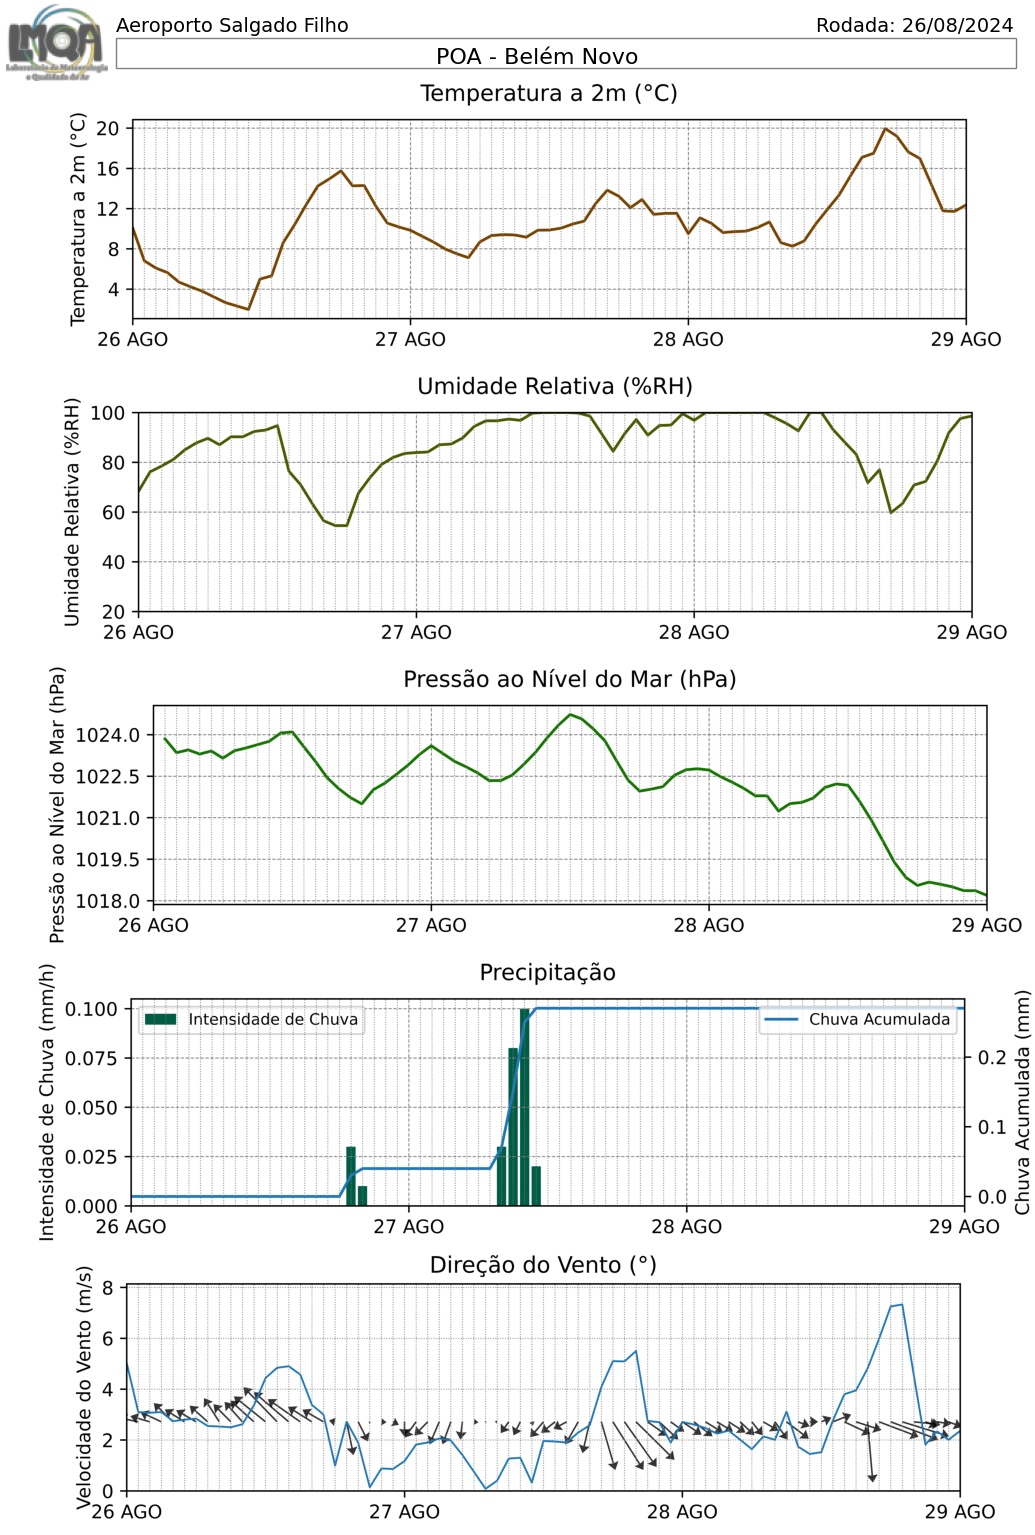 LMQA
Laboratório de Meteorologia
e Qualidade do Ar
Aeroporto Salgado Filho
Rodada: 26/08/2024
POA - Belém Novo
Temperatura a 2m (°C)
Temperatura a 2m (°C)
20
16
12
8
4
26 AGO 27 AGO 28 AGO 29 AGO
Umidade Relativa (%RH)
Umidade Relativa (%RH)
100
80
60
40
20
26 AGO 27 AGO 28 AGO 29 AGO
Pressão ao Nível do Mar (hPa)
Pressão ao Nível do Mar (hPa)
1024.0
1022.5
1021.0
1019.5
1018.0
26 AGO 27 AGO 28 AGO 29 AGO
Precipitação
Intensidade de Chuva (mm/h)
0.100
0.075
0.050
0.025
0.000
Intensidade de Chuva
Chuva Acumulada
0.2
0.1
0.0
Chuva Acumulada (mm)
26 AGO 27 AGO 28 AGO 29 AGO
Direção do Vento (°)
Velocidade do Vento (m/s)
8
6
4
2
0
26 AGO 27 AGO 28 AGO 29 AGO